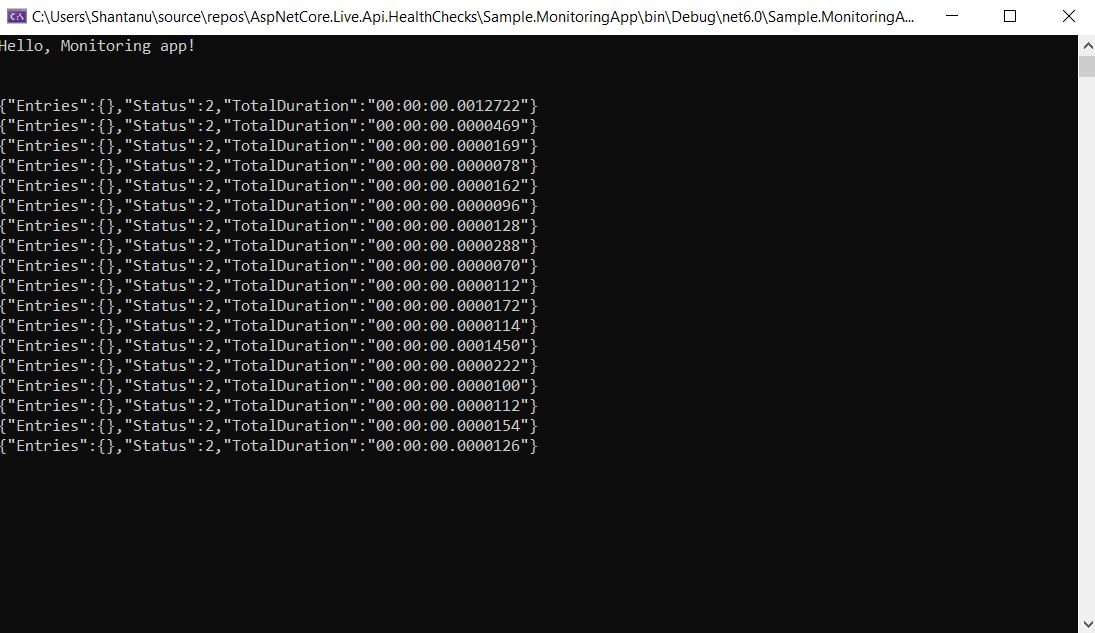 C:\Users\Shantanu\source\repos\AspNetCore.Live.Api.HealthChecks\Sample.MonitoringApp\bin\Debug\net6.0\Sample.MonitoringA...
Hello, Monitoring app!
{"Entries":{},"Status":2,"TotalDuration":"00:00:00.0012722"}
{"Entries":{},"Status":2,"TotalDuration":"00:00:00.0000469"}
{"Entries":{},"Status":2,"TotalDuration":"00:00:00.0000169"}
{"Entries":{},"Status":2,"TotalDuration":"00:00:00.0000078"}
{"Entries":{},"Status":2,"TotalDuration":"00:00:00.0000162"}
{"Entries":{},"Status":2,"TotalDuration":"00:00:00.0000096"}
{"Entries":{},"Status":2,"TotalDuration":"00:00:00.0000128"}
{"Entries":{},"Status":2,"TotalDuration":"00:00:00.0000288"}
{"Entries":{},"Status":2,"TotalDuration":"00:00:00.0000070"}
{"Entries":{},"Status":2,"TotalDuration":"00:00:00.0000112"}
{"Entries":{},"Status":2,"TotalDuration":"00:00:00.0000172"}
{"Entries":{},"Status":2,"TotalDuration":"00:00:00.0000114"}
{"Entries":{},"Status":2,"TotalDuration":"00:00:00.0001450"}
{"Entries":{},"Status":2,"TotalDuration":"00:00:00.0000222"}
{"Entries":{},"Status":2,"TotalDuration":"00:00:00.0000100"}
{"Entries":{},"Status":2,"TotalDuration":"00:00:00.0000112"}
{"Entries":{},"Status":2,"TotalDuration":"00:00:00.0000154"}
{"Entries":{},"Status":2,"TotalDuration":"00:00:00.0000126"}